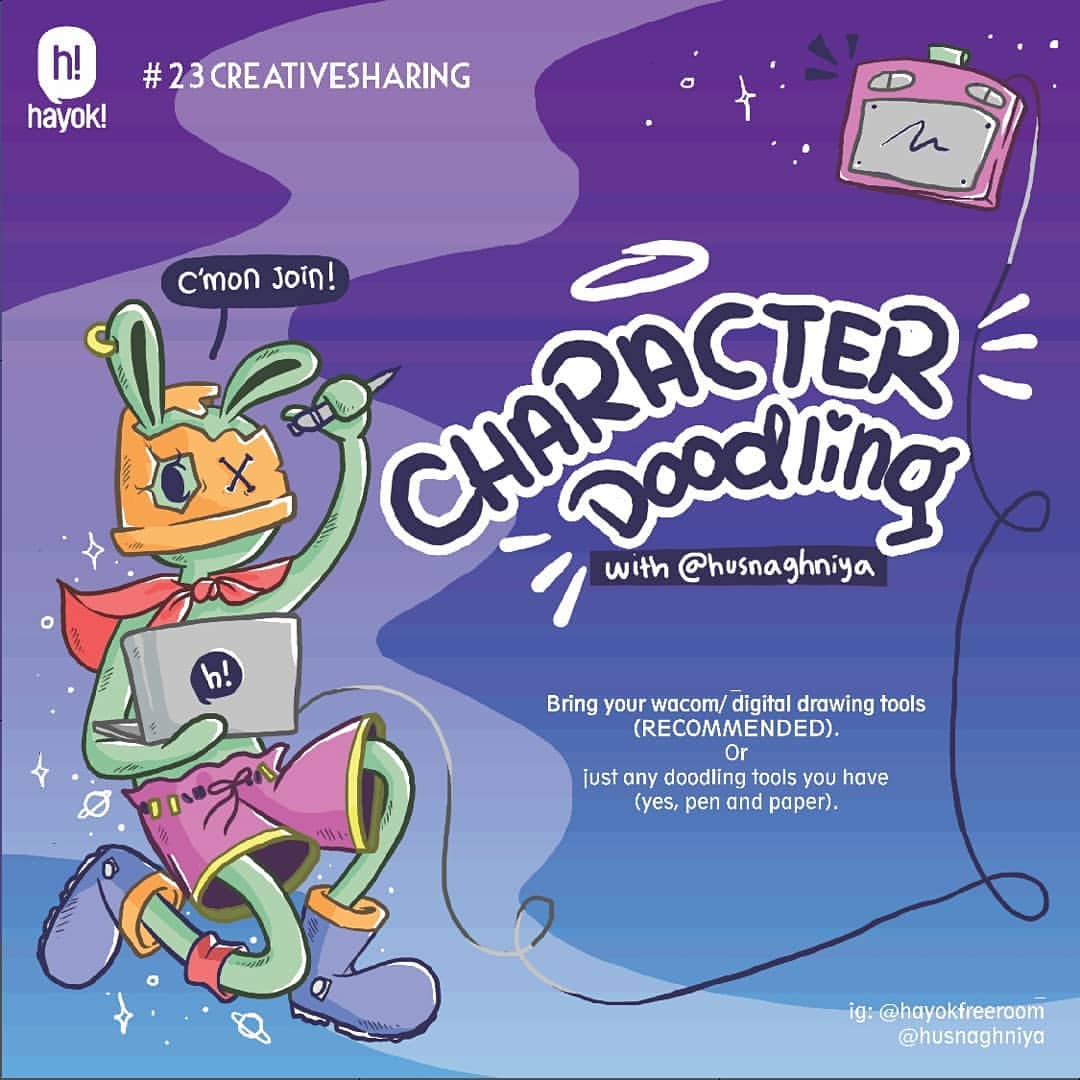 h!
hayok!
#23CREATIVESHARING
C'mon Join!
CHARACTER
Doodling
with @husnaghniya
h!
Bring your wacom/ digital drawing tools
(RECOMMENDED).
Or
just any doodling tools you have
(yes, pen and paper).
ig: @hayokfreeroom
@husnaghniya